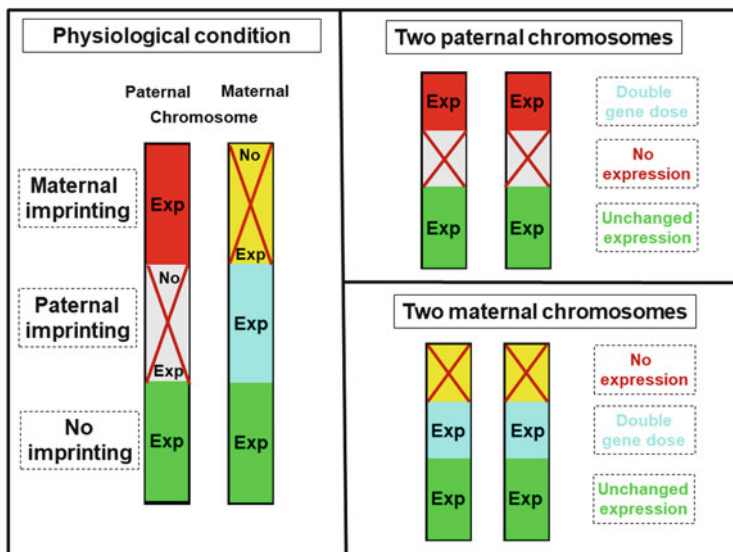 Physiological condition
Paternal Maternal
Chromosome
Maternal
imprinting
Exp
No
Exp
Paternal
imprinting
No
Exp
Exp
No
imprinting
Exp
Exp
Two paternal chromosomes
Exp
Exp
Double
gene dose
No
expression
Exp
Exp
Unchanged
expression
Two maternal chromosomes
No
expression
Exp
Exp
Double
gene dose
Exp
Exp
Unchanged
expression